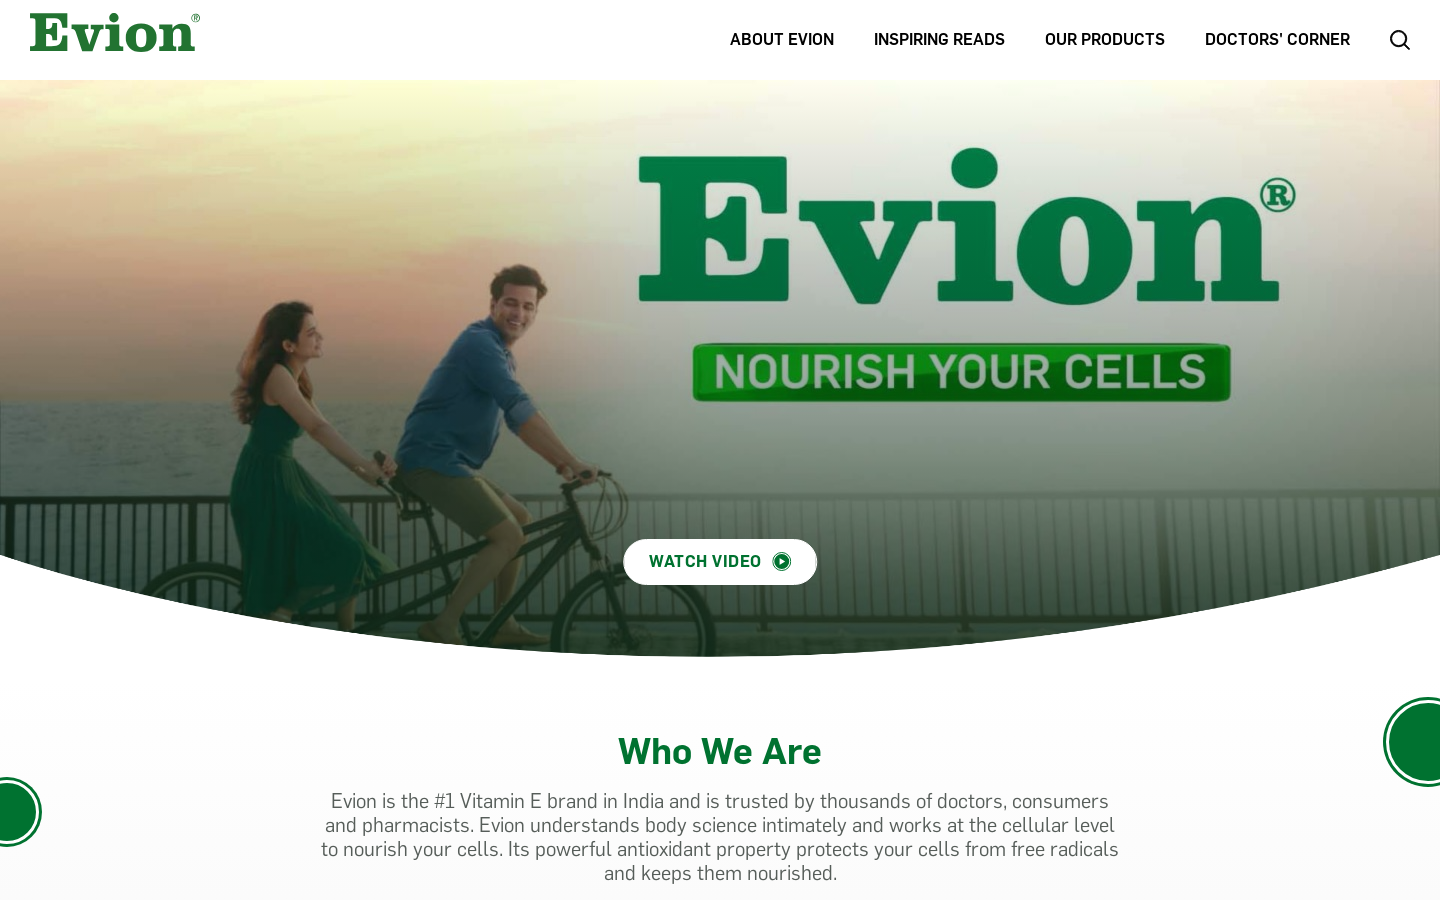 Evion®
ABOUT EVION
INSPIRING READS
OUR PRODUCTS
DOCTORS' CORNER
Evion®
NOURISH YOUR CELLS
WATCH VIDEO
Who We Are
Evion is the #1 Vitamin E brand in India and is trusted by thousands of doctors, consumers
and pharmacists. Evion understands body science intimately and works at the cellular level
to nourish your cells. Its powerful antioxidant property protects your cells from free radicals
and keeps them nourished.